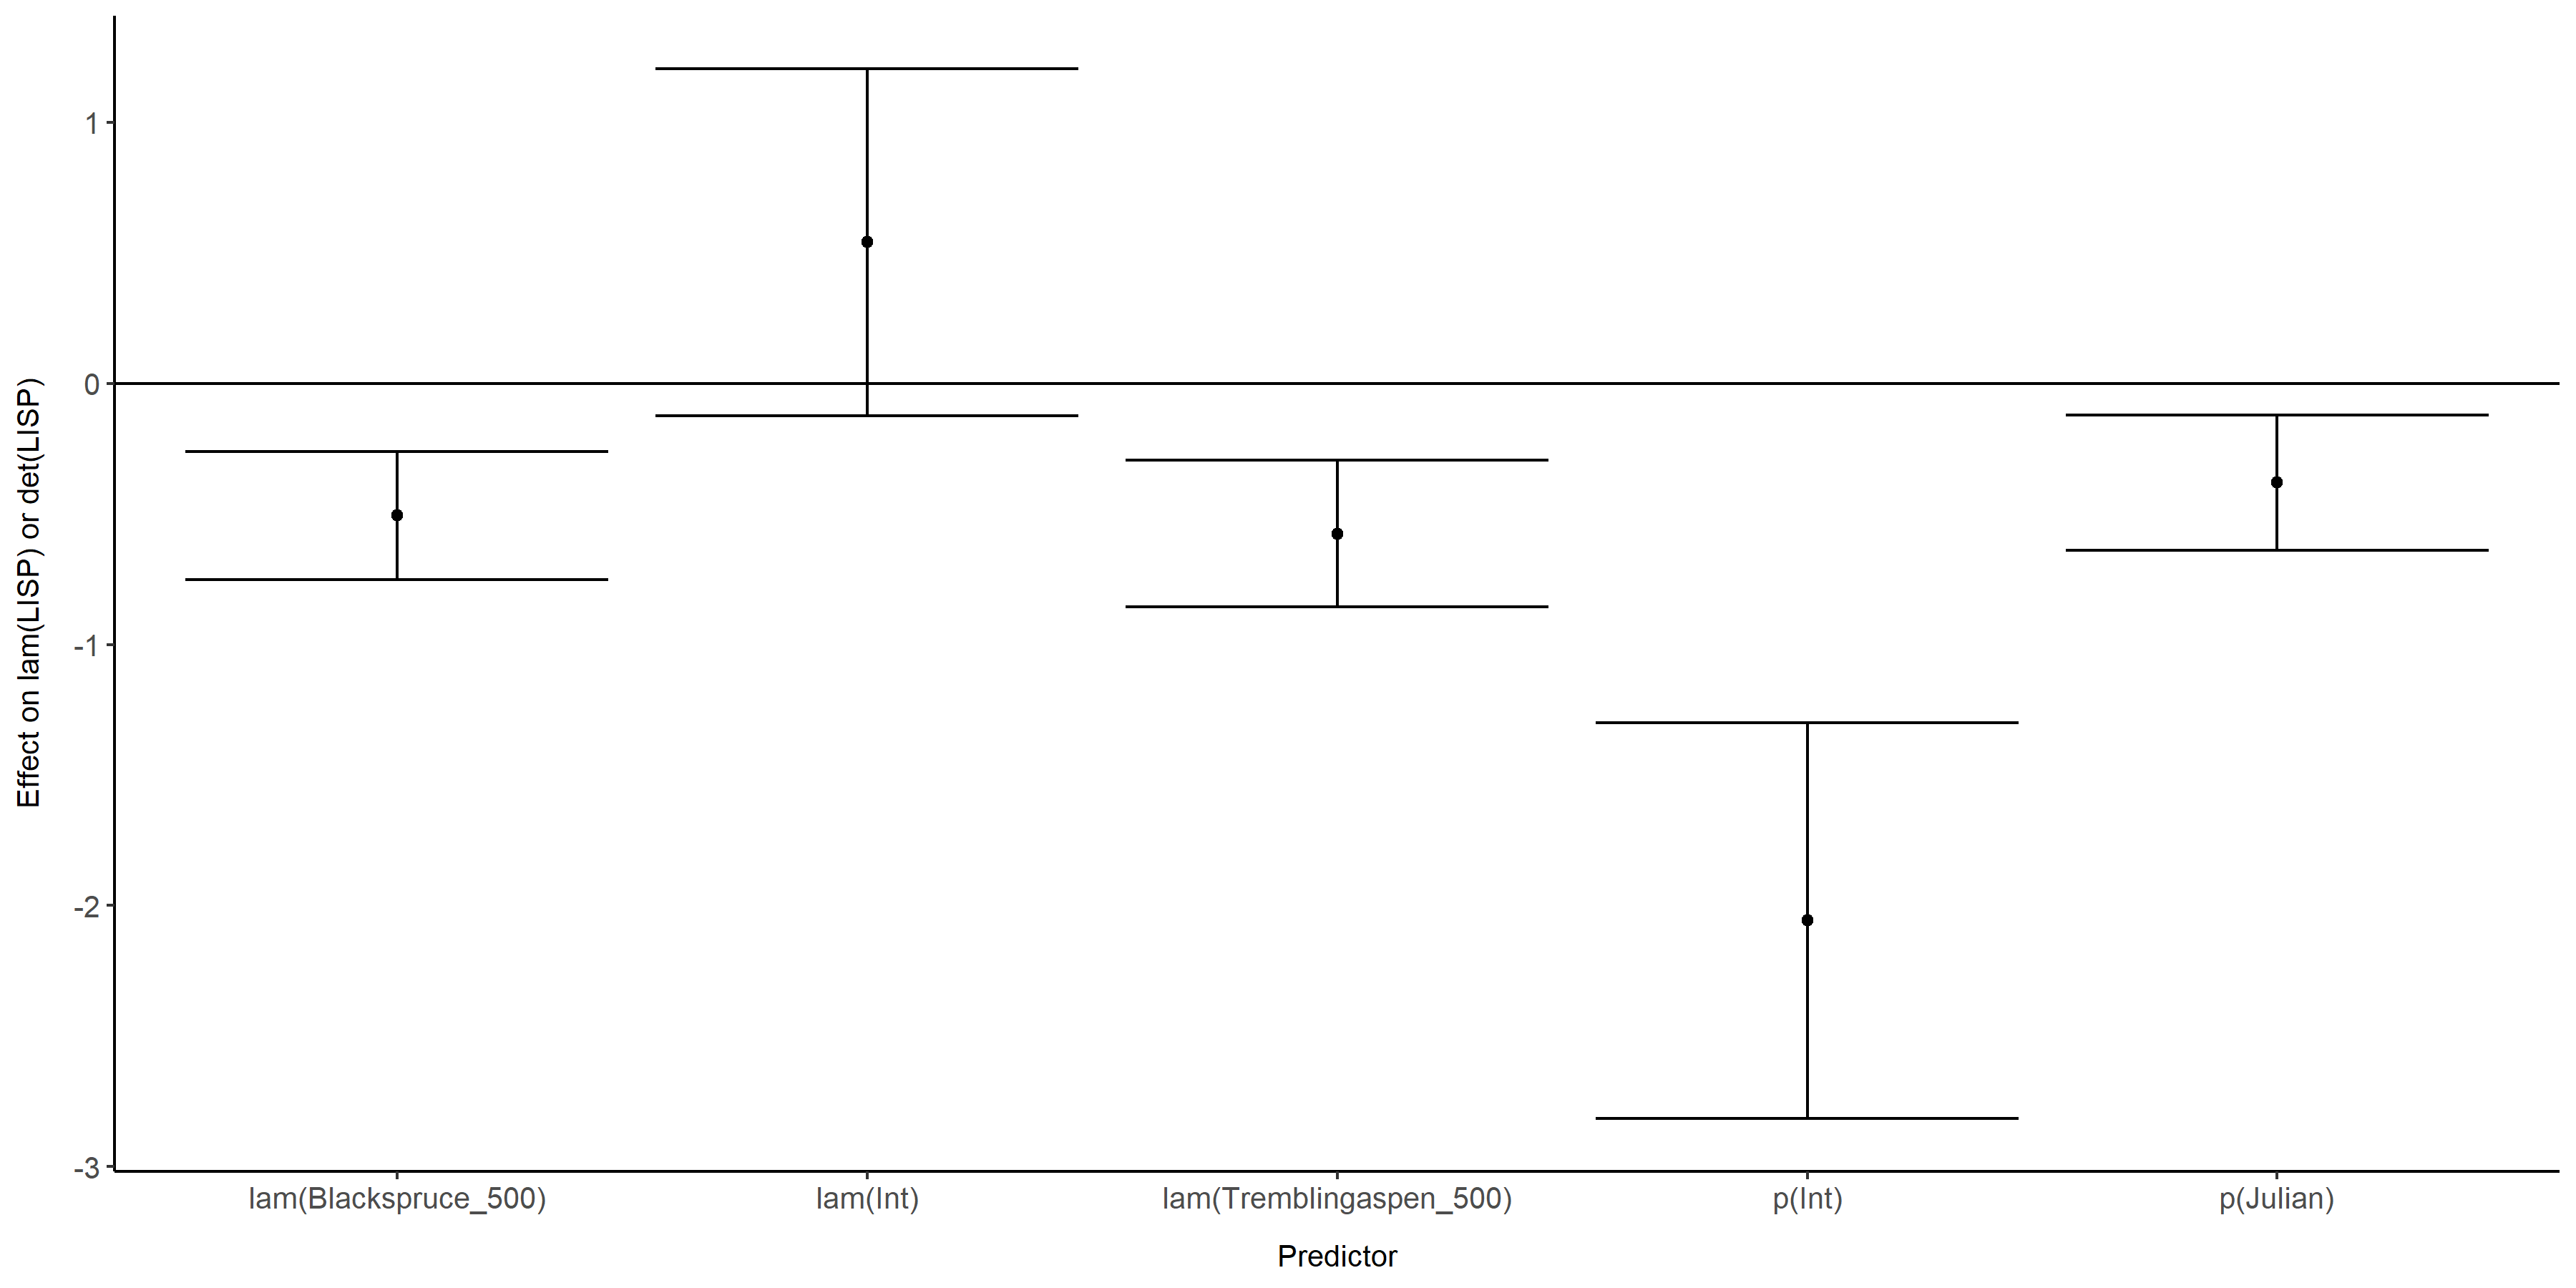 Effect on lam(LISP) or det(LISP)
1
0
-1
-2
-3
lam(Blackspruce_500)
lam(Int)
lam(Tremblingaspen_500)
p(Int)
p(Julian)
Predictor